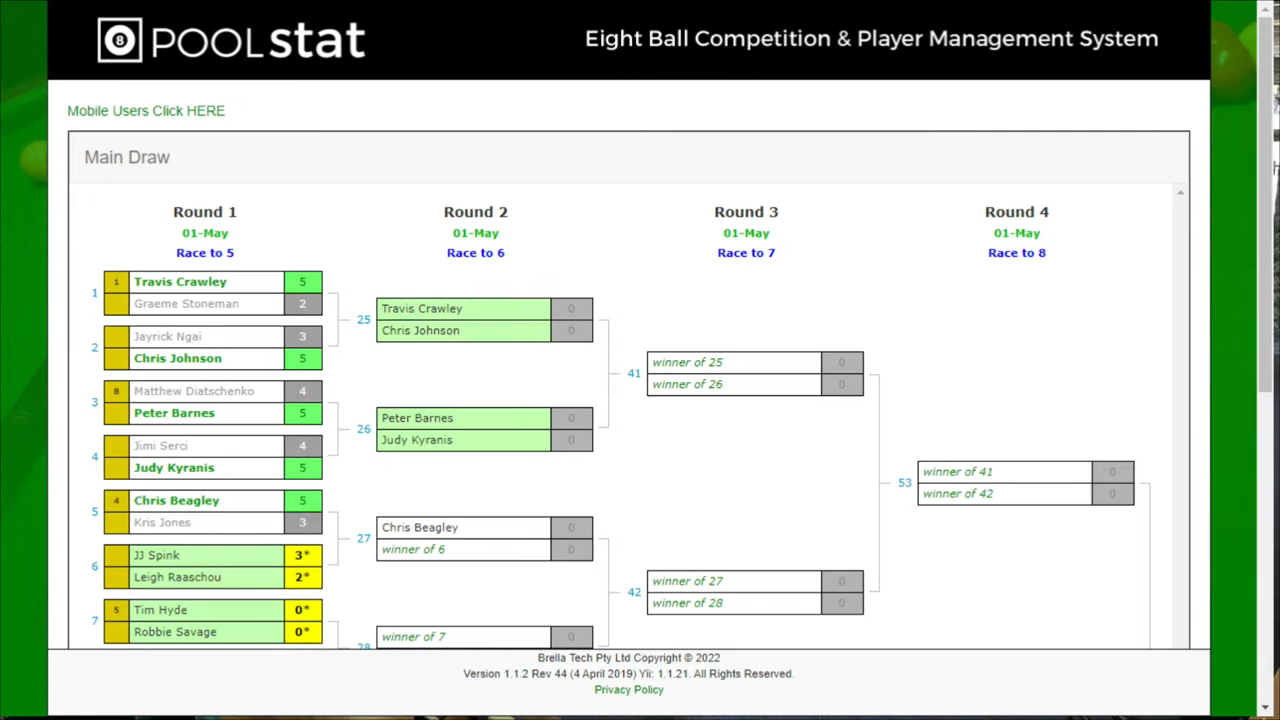 8 POOLstat
Eight Ball Competition & Player Management System
Mobile Users Click HERE
Main Draw
Round 1
01-May
Race to 5
Round 2
01-May
Race to 6
Round 3
01-May
Race to 7
Round 4
01-May
Race to 8
1
1 Travis Crawley 5
Graeme Stoneman 2
2
Jayrick Ngai 3
Chris Johnson 5
3
8 Matthew Diatschenko 4
Peter Barnes 5
4
Jimi Serci 4
Judy Kyranis 5
5
4 Chris Beagley 5
Kris Jones 3
6
JJ Spink 3*
Leigh Raaschou 2*
7
5 Tim Hyde 0*
Robbie Savage 0*
25
Travis Crawley 0
Chris Johnson 0
26
Peter Barnes 0
Judy Kyranis 0
27
Chris Beagley 0
winner of 6 0
28
winner of 7 0
41
winner of 25 0
winner of 26 0
42
winner of 27 0
winner of 28 0
53
winner of 41 0
winner of 42 0
Brella Tech Pty Ltd Copyright © 2022
Version 1.1.2 Rev 44 (4 April 2019) Yii: 1.1.21. All Rights Reserved.
Privacy Policy